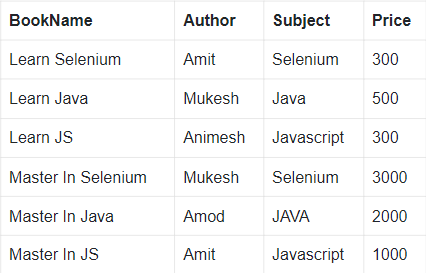 BookName Author Subject Price
Learn Selenium Amit Selenium 300
Learn Java Mukesh Java 500
Learn JS Animesh Javascript 300
Master In Selenium Mukesh Selenium 3000
Master In Java Amod JAVA 2000
Master In JS Amit Javascript 1000